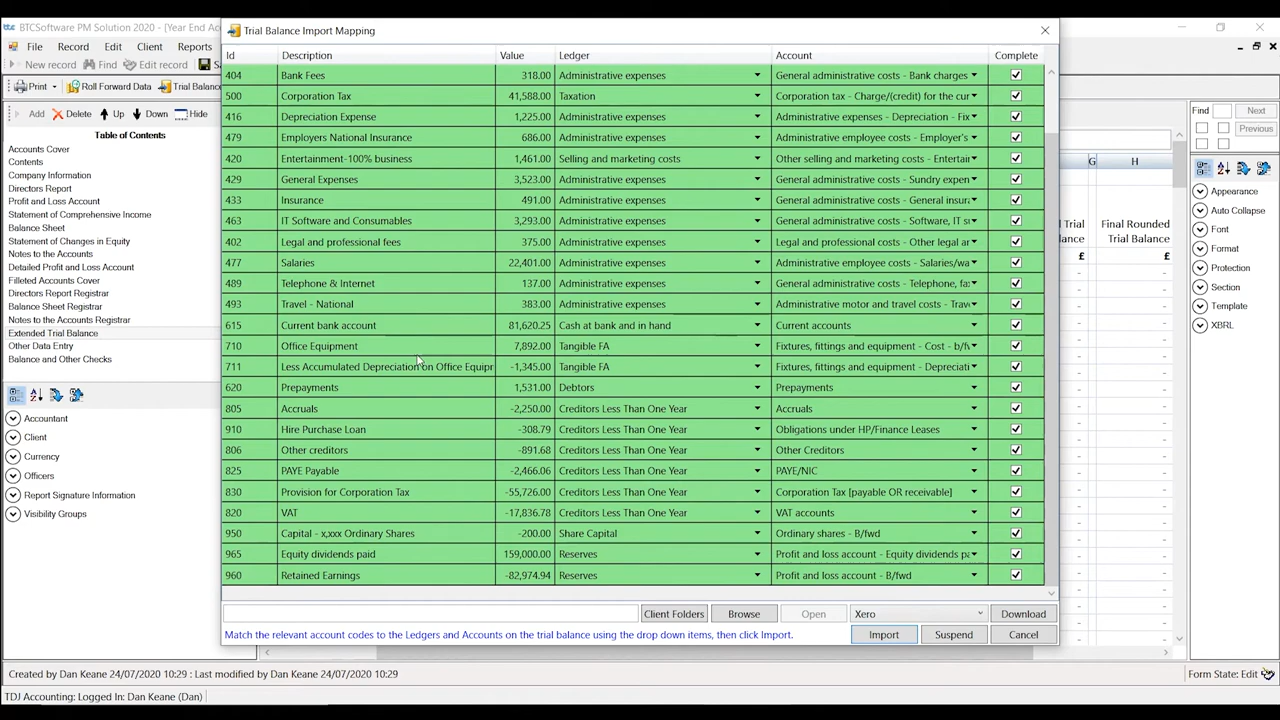 btc BTCSoftware PM Solution 2020 - [Year End Acc
Trial Balance Import Mapping
File Record Edit Client Reports
New record Find Edit record
Print Roll Forward Data Trial Balance
Add Delete Up Down Hide
Table of Contents
Accounts Cover
Contents
Company Information
Directors Report
Profit and Loss Account
Statement of Comprehensive Income
Balance Sheet
Statement of Changes in Equity
Notes to the Accounts
Detailed Profit and Loss Account
Filleted Accounts Cover
Directors Report Registrar
Balance Sheet Registrar
Notes to the Accounts Registrar
Extended Trial Balance
Other Data Entry
Balance and Other Checks
Accountant
Client
Currency
Officers
Report Signature Information
Visibility Groups
Id Description Value Ledger Account Complete
404 Bank Fees 318.00 Administrative expenses General administrative costs - Bank charges
500 Corporation Tax 41,588.00 Taxation Corporation tax - Charge/(credit) for the cur
416 Depreciation Expense 1,225.00 Administrative expenses Administrative expenses - Depreciation - Fix
479 Employers National Insurance 686.00 Administrative expenses Administrative employee costs - Employer's
420 Entertainment-100% business 1,461.00 Selling and marketing costs Other selling and marketing costs - Entertair
429 General Expenses 3,523.00 Administrative expenses General administrative costs - Sundry expen
433 Insurance 491.00 Administrative expenses General administrative costs - General insur
463 IT Software and Consumables 3,293.00 Administrative expenses General administrative costs - Software, IT s
402 Legal and professional fees 375.00 Administrative expenses Legal and professional costs - Other legal ar
477 Salaries 22,401.00 Administrative expenses Administrative employee costs - Salaries/wa
489 Telephone & Internet 137.00 Administrative expenses General administrative costs - Telephone, fa
493 Travel - National 383.00 Administrative expenses Administrative motor and travel costs - Trav
615 Current bank account 81,620.25 Cash at bank and in hand Current accounts
710 Office Equipment 7,892.00 Tangible FA Fixtures, fittings and equipment - Cost - b/f
711 Less Accumulated Depreciation on Office Equipr -1,345.00 Tangible FA Fixtures, fittings and equipment - Depreciati
620 Prepayments 1,531.00 Debtors Prepayments
805 Accruals -2,250.00 Creditors Less Than One Year Accruals
910 Hire Purchase Loan -308.79 Creditors Less Than One Year Obligations under HP/Finance Leases
806 Other creditors -891.68 Creditors Less Than One Year Other Creditors
825 PAYE Payable -2,466.06 Creditors Less Than One Year PAYE/NIC
830 Provision for Corporation Tax -55,726.00 Creditors Less Than One Year Corporation Tax [payable OR receivable]
820 VAT -17,836.78 Creditors Less Than One Year VAT accounts
950 Capital - x,xxx Ordinary Shares -200.00 Share Capital Ordinary shares - B/fwd
965 Equity dividends paid 159,000.00 Reserves Profit and loss account - Equity dividends pa
960 Retained Earnings -82,974.94 Reserves Profit and loss account - B/fwd
Client Folders Browse Open Xero Download
Match the relevant account codes to the Ledgers and Accounts on the trial balance using the drop down items, then click Import.
Import Suspend Cancel
G H
Trial Final Rounded
lance Trial Balance
£ £
Find Next
Previous
Appearance
Auto Collapse
Font
Format
Protection
Section
Template
XBRL
Created by Dan Keane 24/07/2020 10:29 : Last modified by Dan Keane 24/07/2020 10:29
Form State: Edit
TDJ Accounting: Logged In: Dan Keane (Dan)